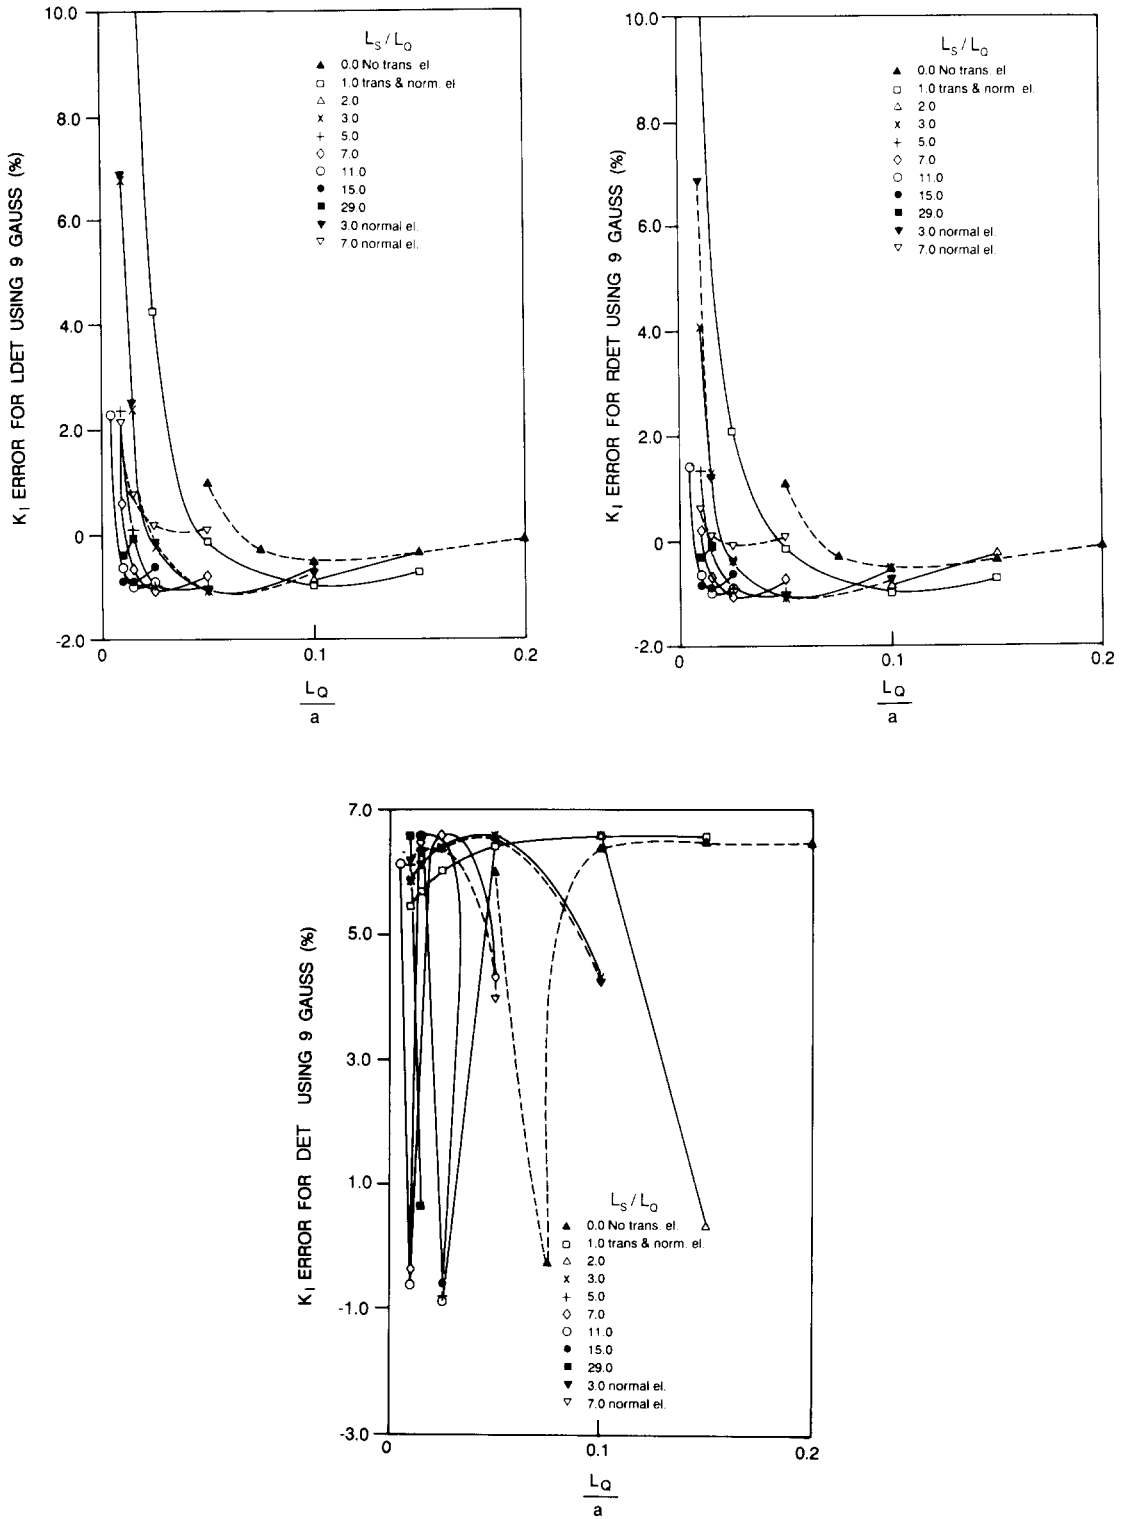 K₁ ERROR FOR LDET USING 9 GAUSS (%)
10.0
8.0
6.0
4.0
2.0
0
-2.0
L_S / L_Q
0.0 No trans. el
1.0 trans & norm. el
2.0
3.0
5.0
7.0
11.0
15.0
29.0
3.0 normal el.
7.0 normal el.
0
0.1
0.2
L_Q
a
K₁ ERROR FOR RDET USING 9 GAUSS (%)
10.0
8.0
6.0
4.0
2.0
0
-2.0
L_S / L_Q
0.0 No trans. el
1.0 trans & norm. el.
2.0
3.0
5.0
7.0
11.0
15.0
29.0
3.0 normal el.
7.0 normal el.
0
0.1
0.2
L_Q
a
K₁ ERROR FOR DET USING 9 GAUSS (%)
7.0
5.0
3.0
1.0
-1.0
-3.0
L_S / L_Q
0.0 No trans. el.
1.0 trans & norm. el.
2.0
3.0
5.0
7.0
11.0
15.0
29.0
3.0 normal el.
7.0 normal el.
0
0.1
0.2
L_Q
a